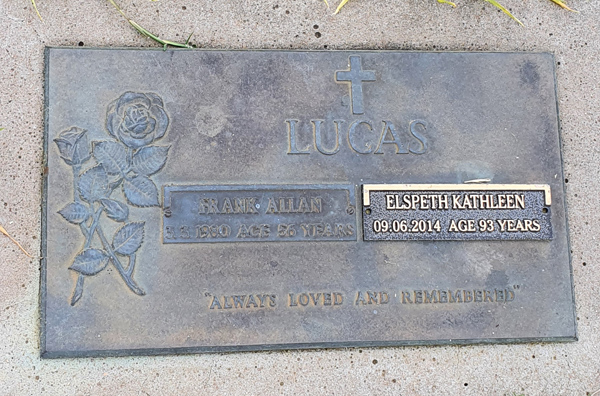 LUCAS
FRANK ALLAN
AGE 56 YEARS
ELSPETH KATHLEEN
09.06.2014 AGE 93 YEARS
"ALWAYS LOVED AND REMEMBERED"